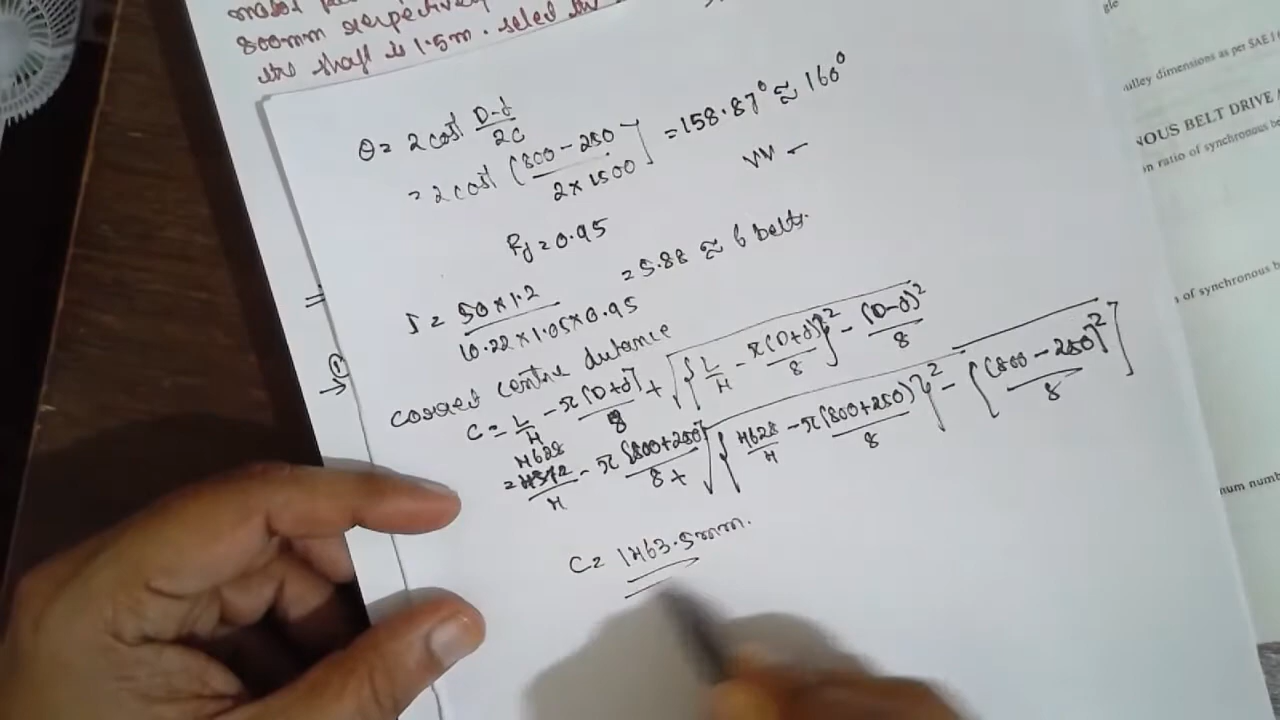 800mm respectively
the shaft is 1.5m. select the
θ = 2 cos⁻¹ (D-d)/2C
= 2 cos⁻¹ [(800 - 250)/(2 × 1500)] = 158.87° ≈ 160°
Fd = 0.95
= 5.88 ≈ 6 belts.
(50 × 1.2)/(10.22 × 1.05 × 0.95)
correct centre distance
C = L/4 - π(D+d)/8 + √({L/4 - π(D+d)/8}² - (D-d)²/8)
= 4628/4 - π(800+250)/8 + √({4628/4 - π(800+250)/8}² - [(800-250)²/8])
C = 1463.5mm.
gle
ulley dimensions as per SAE J6
NOUS BELT DRIVE
n ratio of synchronous be
of synchronous b
num numb